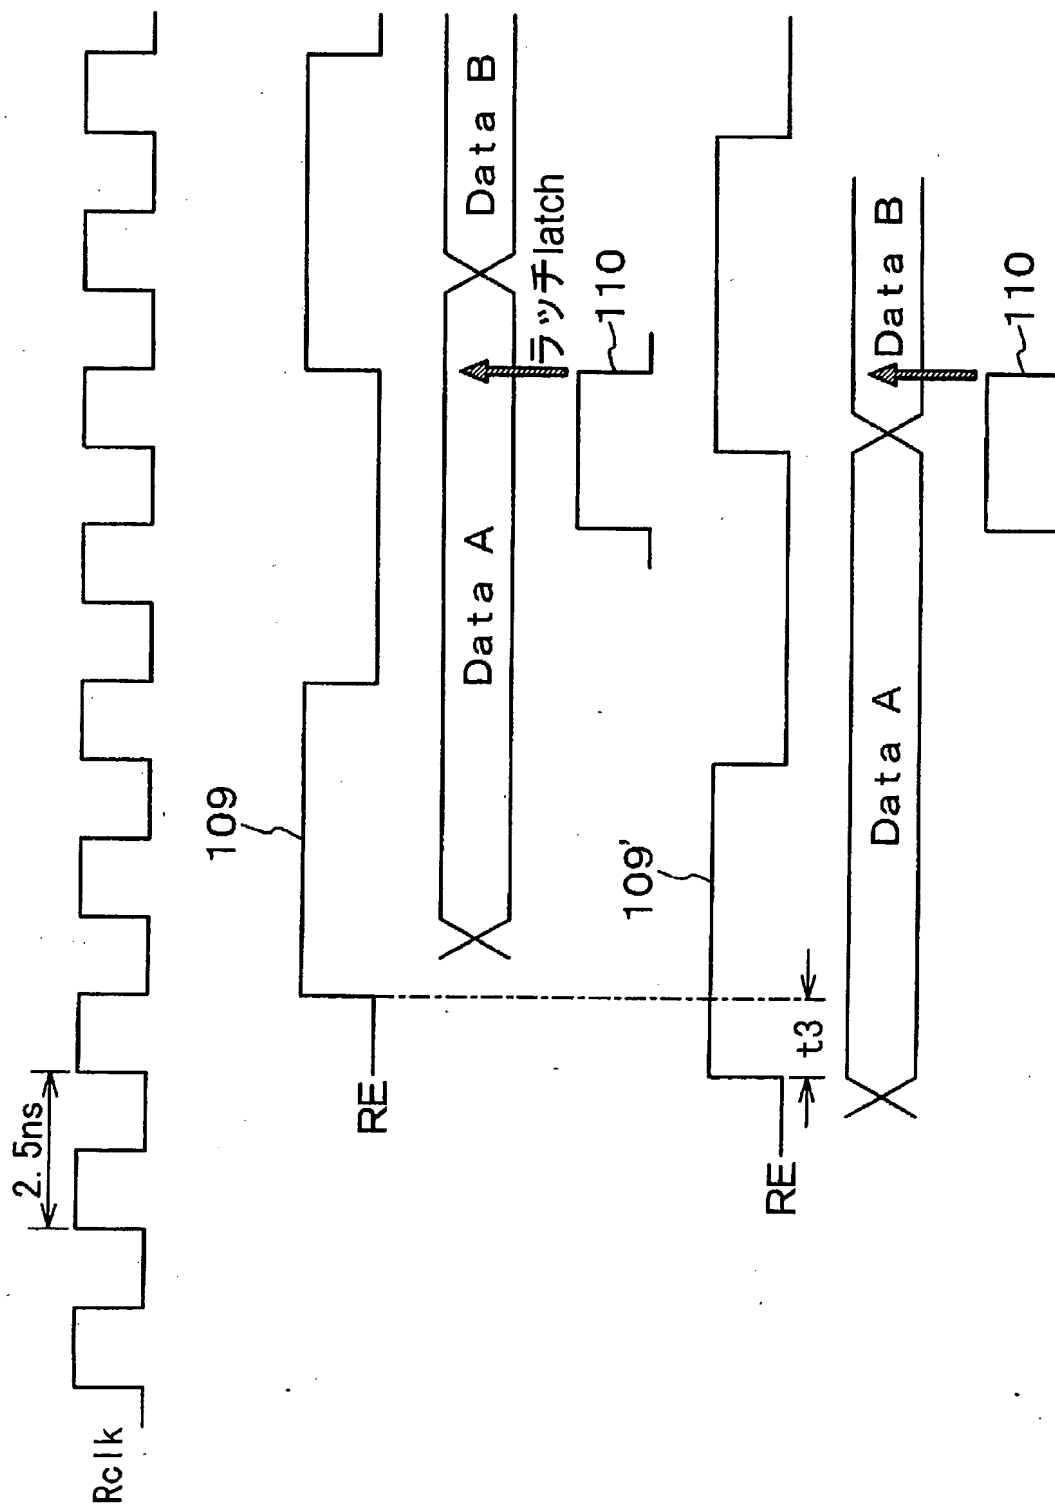 Rclk
2.5ns
109
RE
Data A
Data B
ラッチlatch
110
109’
RE
t3
Data A
Data B
110